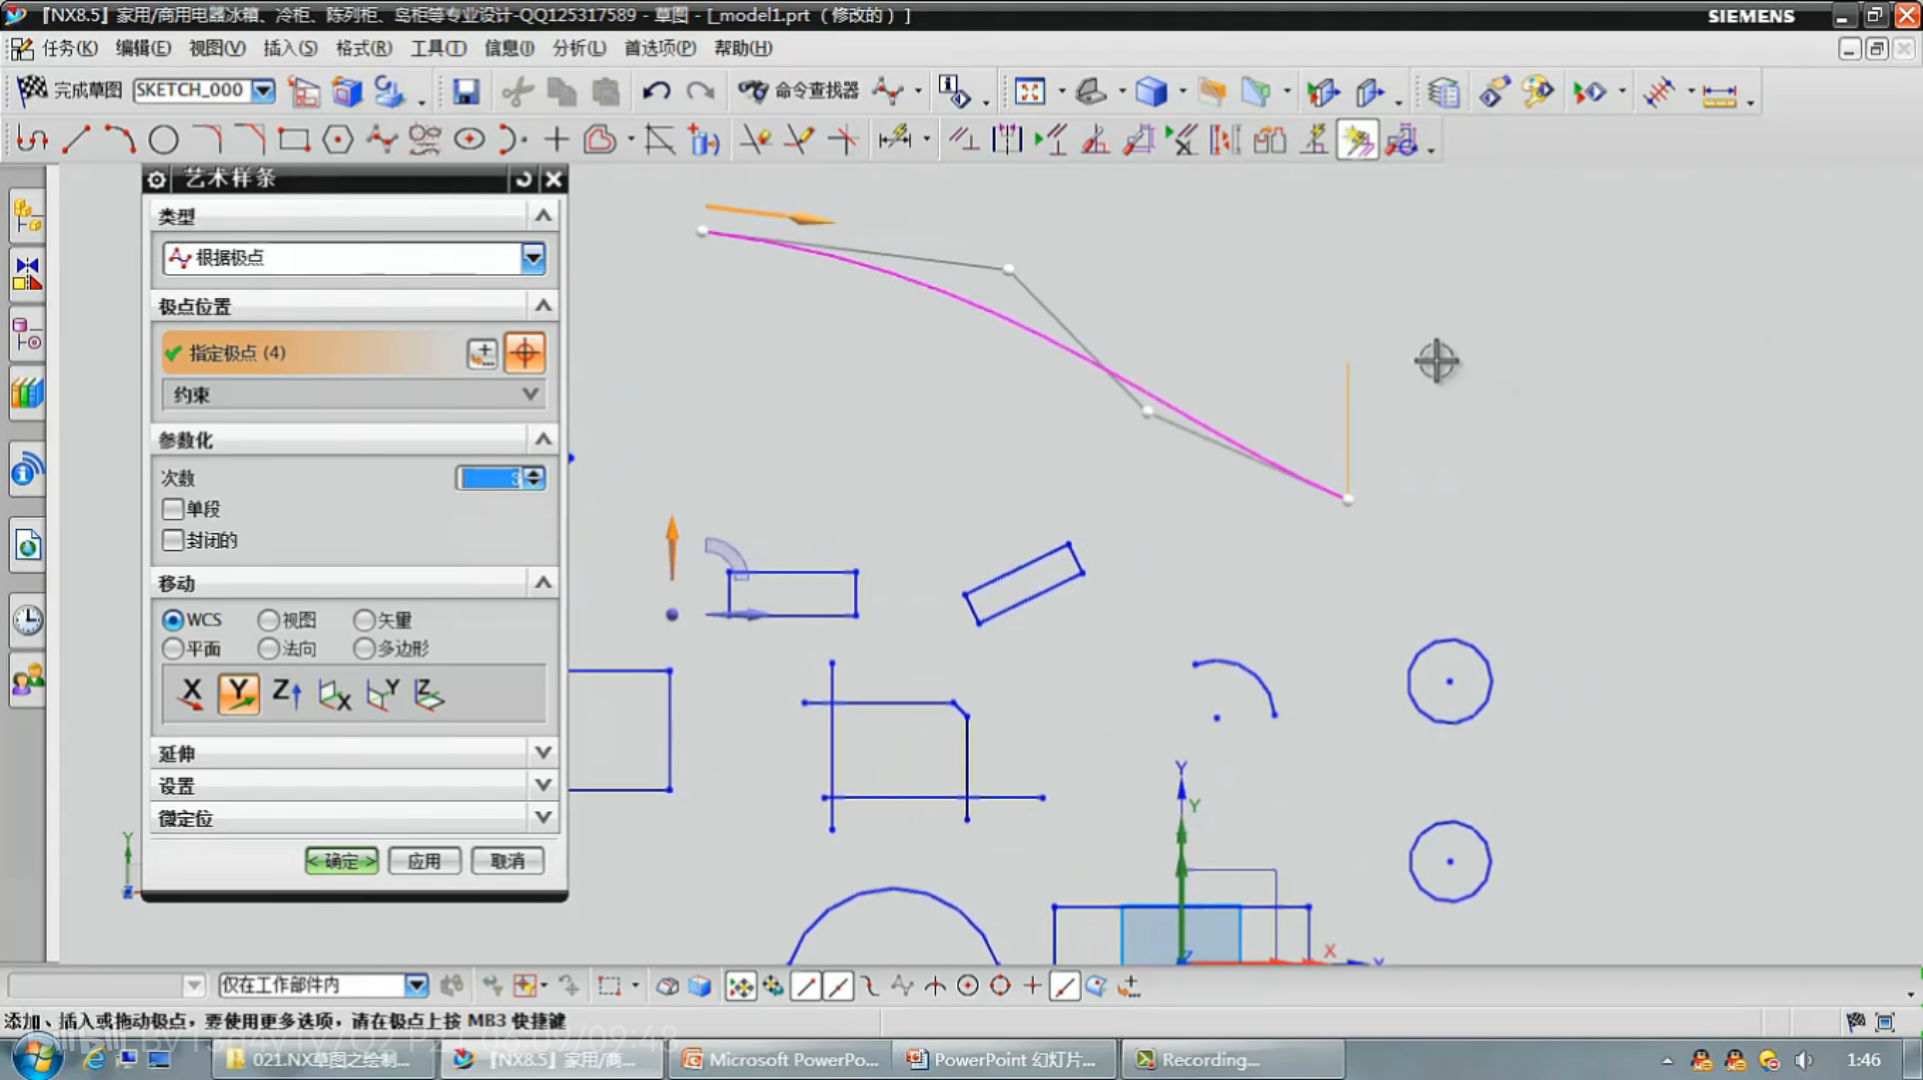 『NX8.5』家用/商用电器冰箱、冷柜、陈列柜、岛柜等专业设计-QQ125317589 - 草图 - [_model1.prt （修改的）]
SIEMENS
任务(K) 编辑(E) 视图(V) 插入(S) 格式(R) 工具(T) 信息(I) 分析(L) 首选项(P) 帮助(H)
完成草图 SKETCH_000 命令查找器
艺术样条
类型
根据极点
极点位置
指定极点 (4)
约束
参数化
次数 3
单段
封闭的
移动
WCS 视图 矢量
平面 法向 多边形
X Y Z X Y Z
延伸
设置
微定位
< 确定 > 应用 取消
Y
Y
Y
Z
X
仅在工作部件内
添加、插入或拖动极点，要使用更多选项，请在极点上按 MB3 快捷键
06:09/09:48
021.NX草图之绘制...
『NX8.5』家用/商...
Microsoft PowerPo...
PowerPoint 幻灯片...
Recording...
1:46